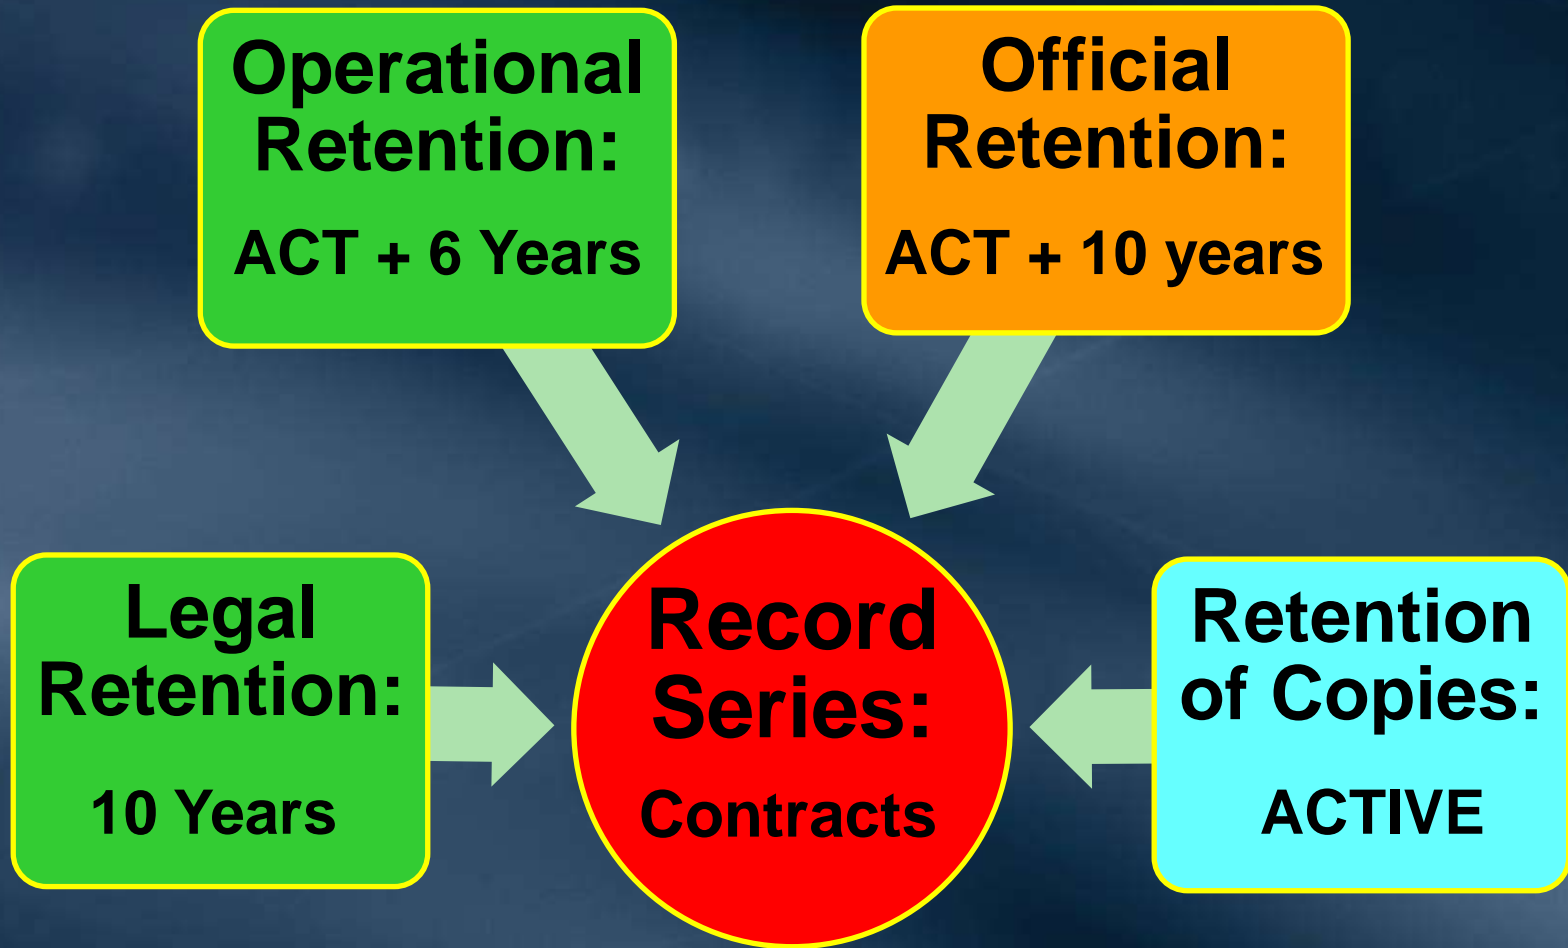 Operational
Retention:
ACT + 6 Years
Official
Retention:
ACT + 10 years
Legal
Retention:
10 Years
Record
Series:
Contracts
Retention
of Copies:
ACTIVE